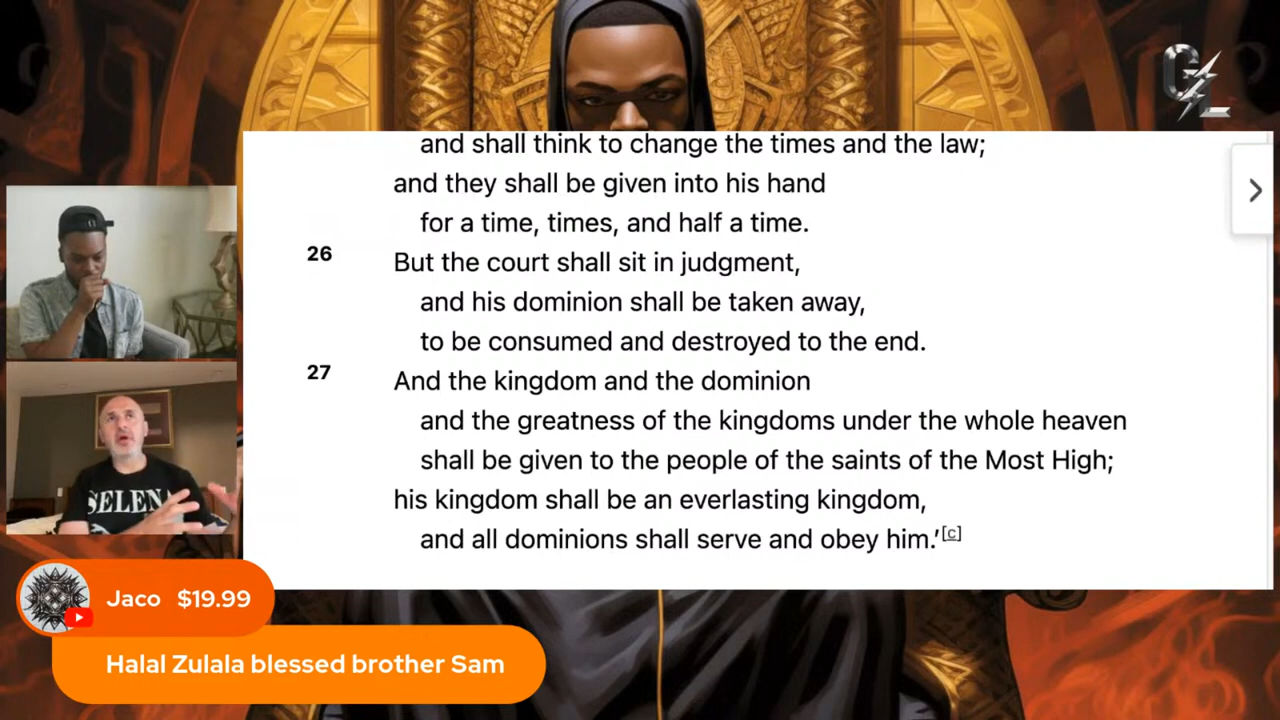 and shall think to change the times and the law;
and they shall be given into his hand
for a time, times, and half a time.
26 But the court shall sit in judgment,
and his dominion shall be taken away,
to be consumed and destroyed to the end.
27 And the kingdom and the dominion
and the greatness of the kingdoms under the whole heaven
shall be given to the people of the saints of the Most High;
his kingdom shall be an everlasting kingdom,
and all dominions shall serve and obey him.'[c]
SELENA
Jaco $19.99
Halal Zulala blessed brother Sam